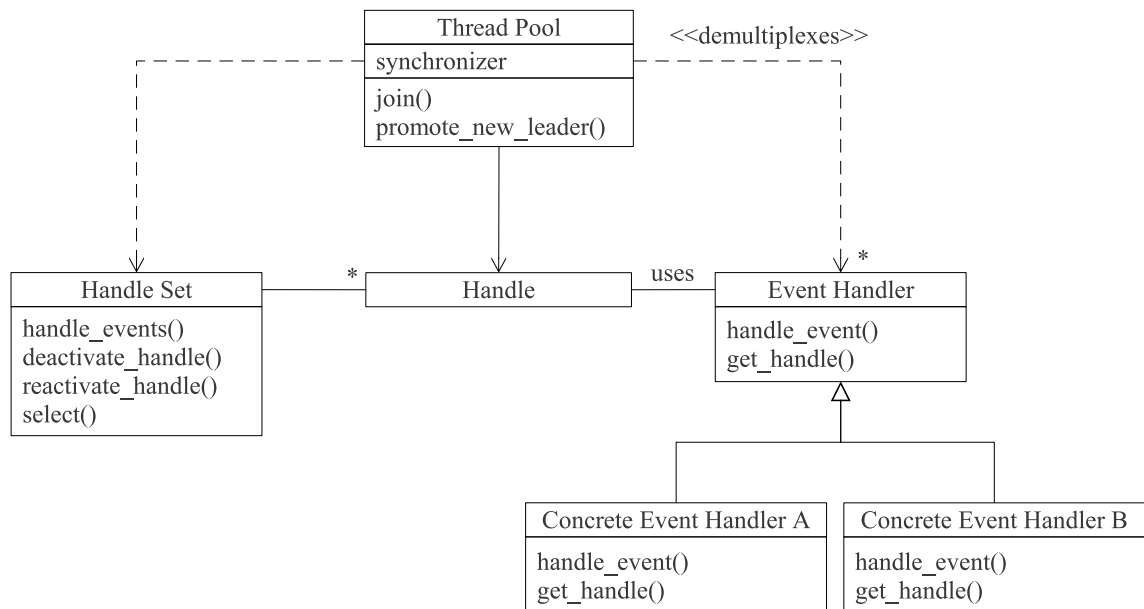 Thread Pool
<<demultiplexes>>
synchronizer
join()
promote_new_leader()
*
*
uses
Handle Set
Handle
Event Handler
handle_events()
deactivate_handle()
reactivate_handle()
select()
handle_event()
get_handle()
Concrete Event Handler A
handle_event()
get_handle()
Concrete Event Handler B
handle_event()
get_handle()